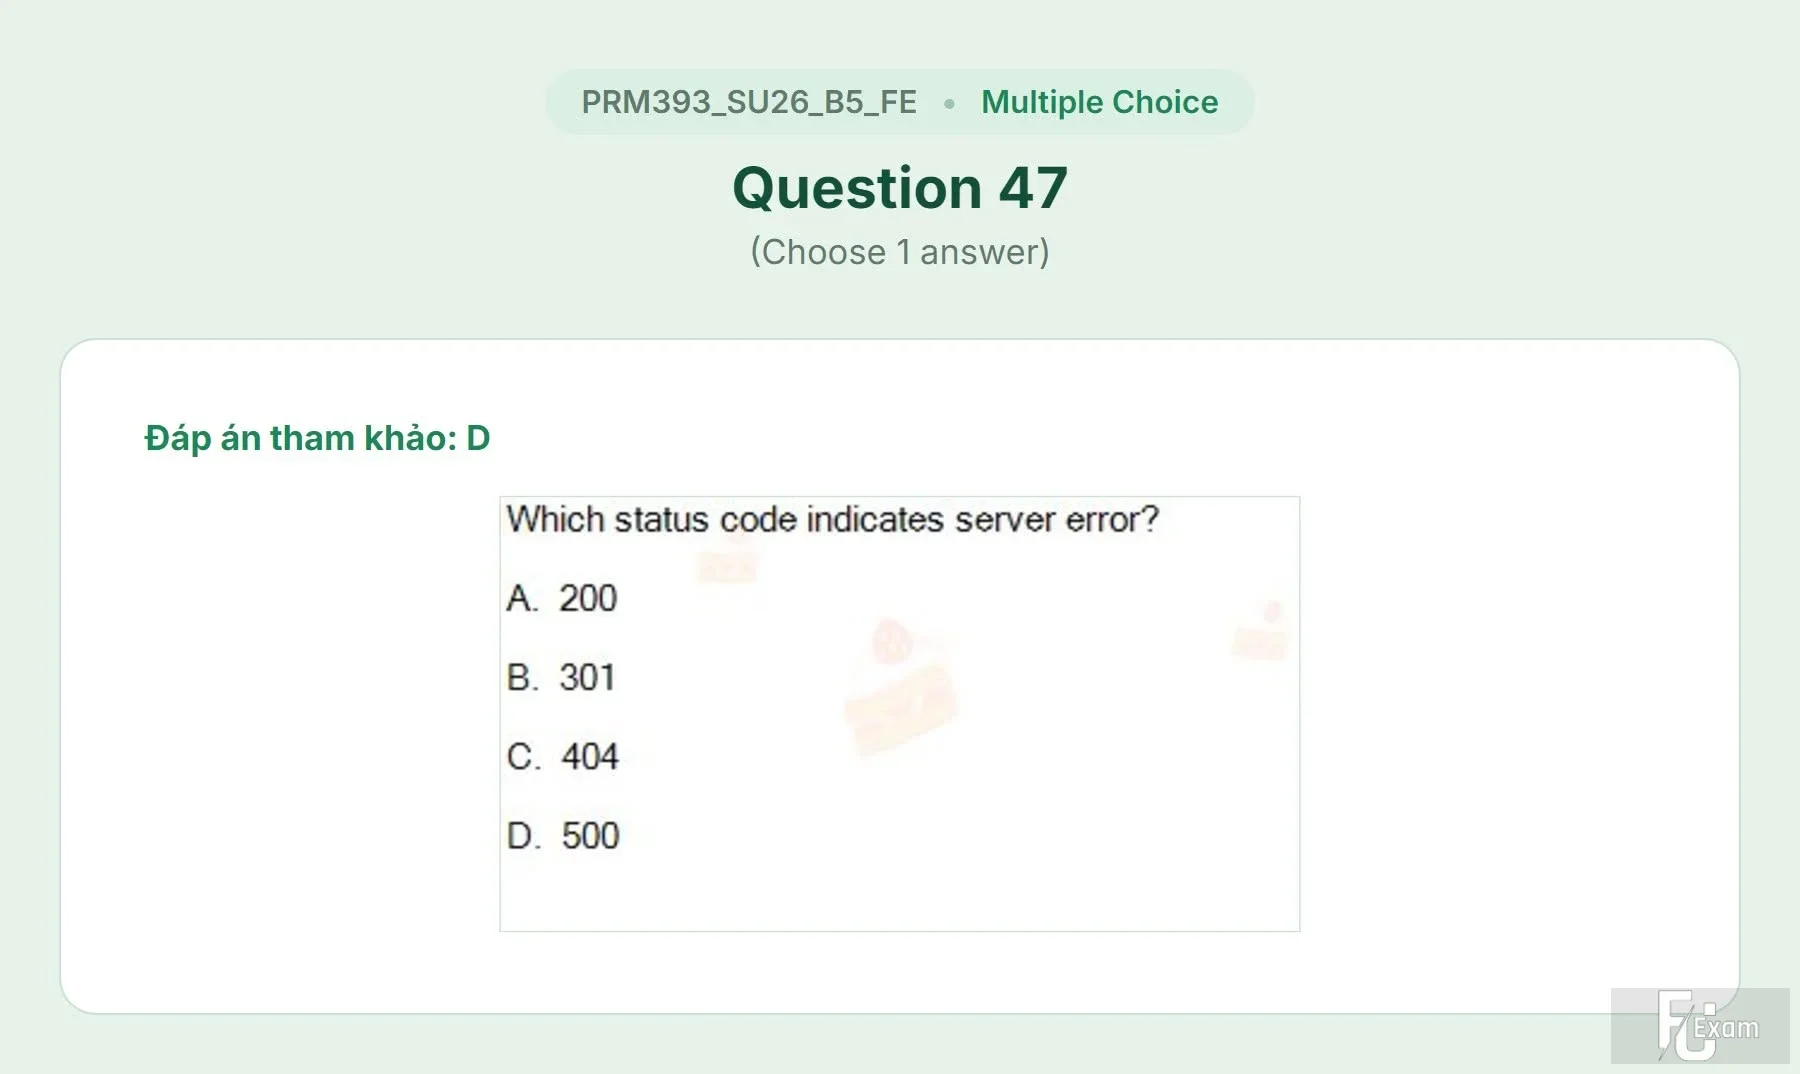 PRM393_SU26_B5_FE • Multiple Choice
Question 47
(Choose 1 answer)
Đáp án tham khảo: D
Which status code indicates server error?
A. 200
B. 301
C. 404
D. 500
FU Exam